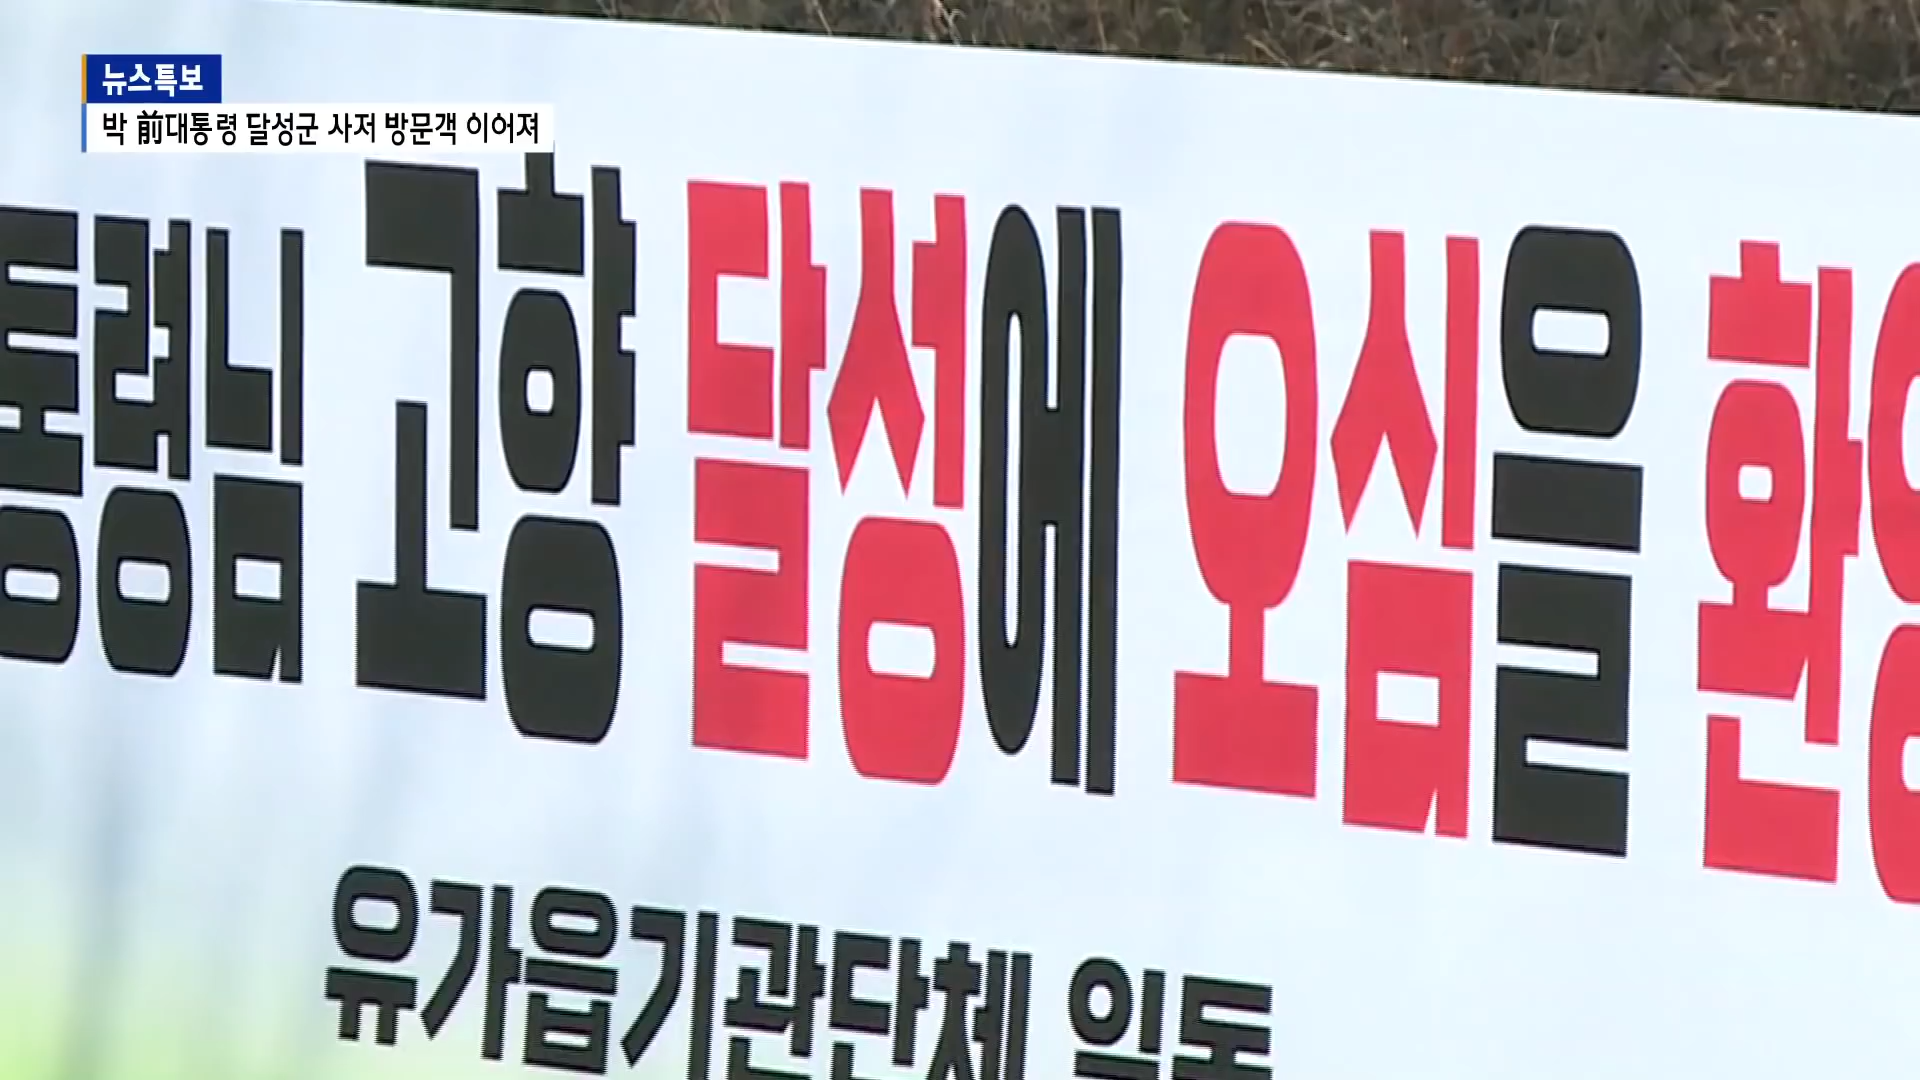 뉴스특보
박 前대통령 달성군 사저 방문객 이어져
통령님 고향 달성에 오심을 환영
유가읍기관단체 일동